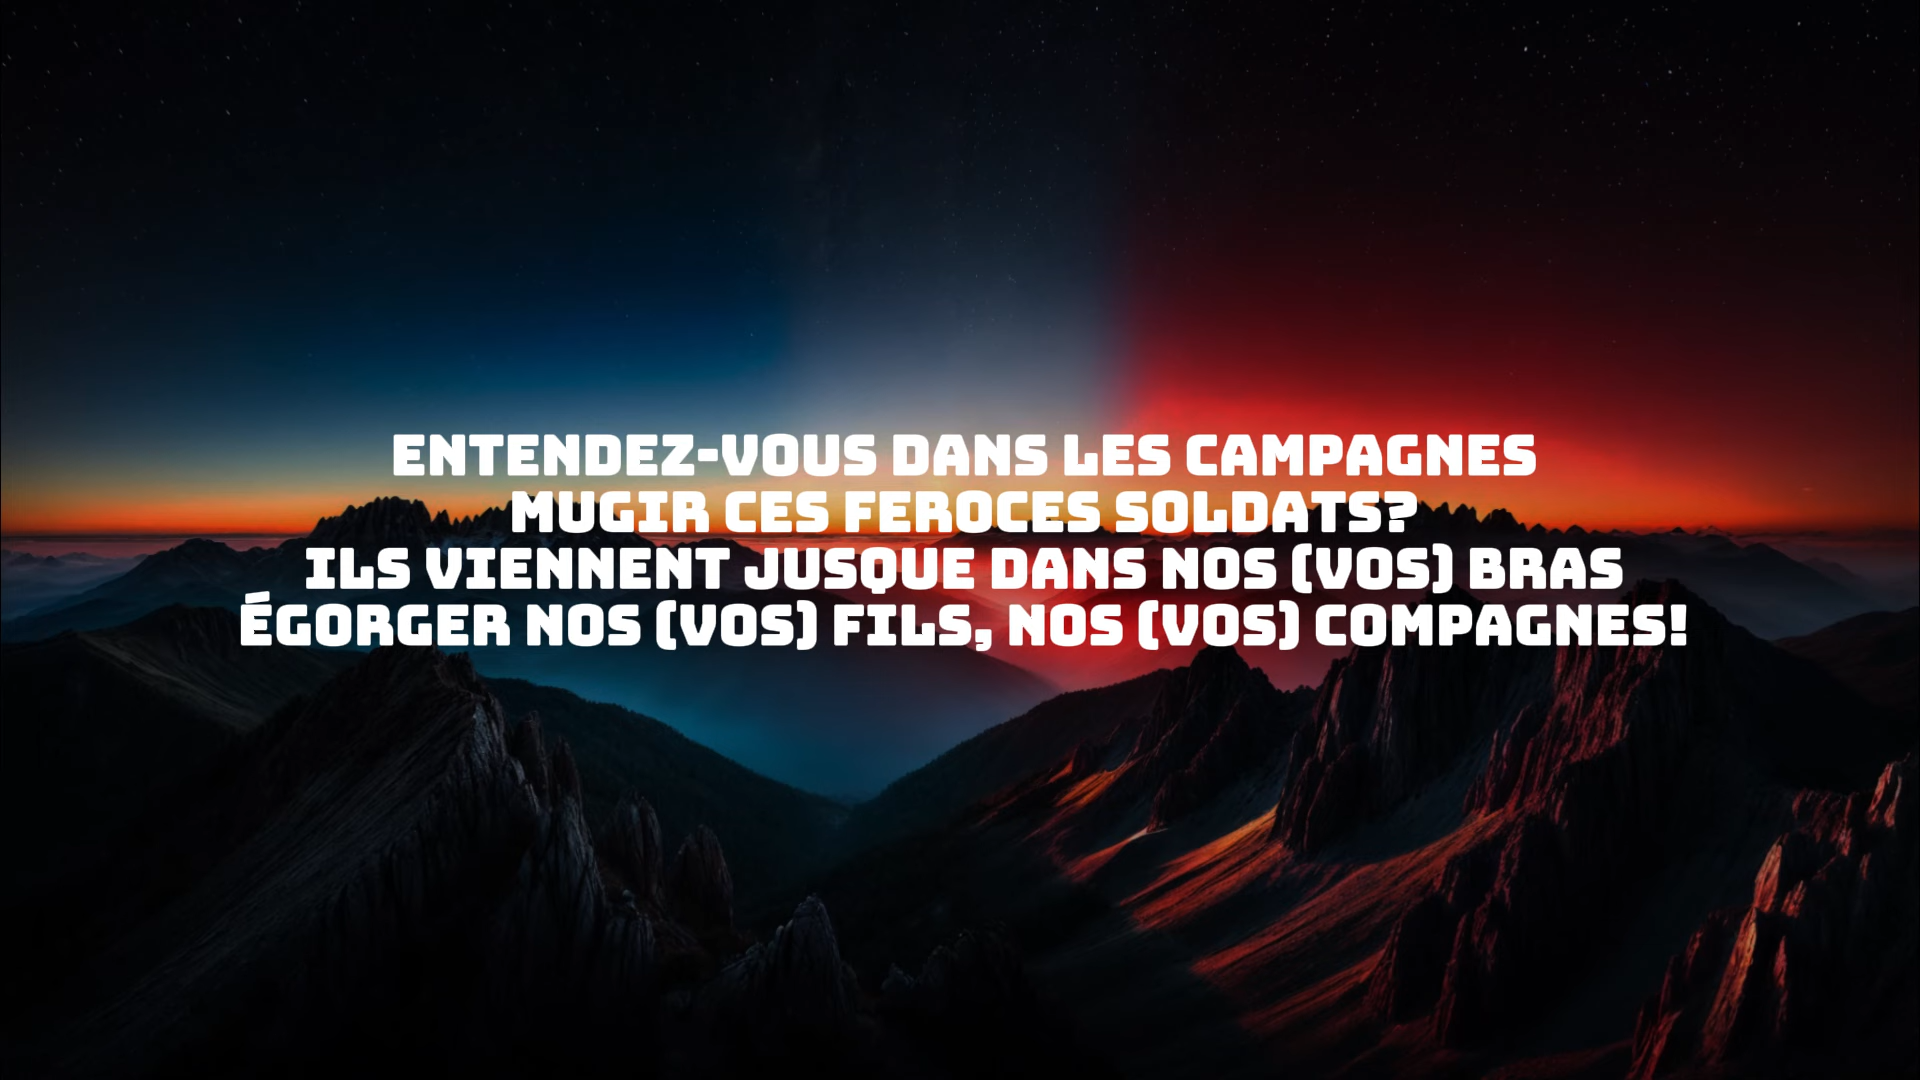 ENTENDEZ-VOUS DANS LES CAMPAGNES
MUGIR CES FEROCES SOLDATS?
ILS VIENNENT JUSQUE DANS NOS (VOS) BRAS
ÉGORGER NOS (VOS) FILS, NOS (VOS) COMPAGNES!